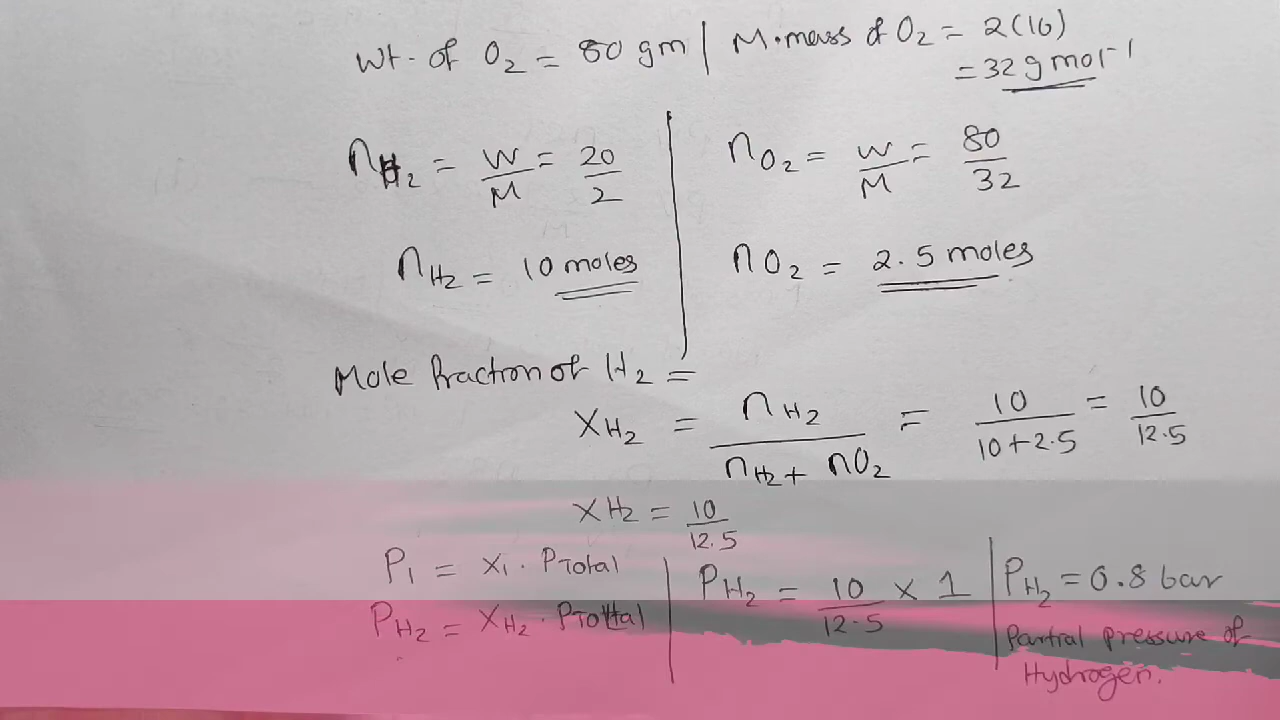 Wt. of O₂ = 80 gm | M.mass of O₂ = 2(16)
= 32 g mol⁻¹
nH₂ = W/M = 20/2
nH₂ = 10 moles
nO₂ = W/M = 80/32
nO₂ = 2.5 moles
Mole fraction of H₂ =
XH₂ = nH₂/nH₂ + nO₂ = 10/10+2.5 = 10/12.5
XH₂ = 10/12.5
P₁ = X₁ . PTotal
PH₂ = XH₂ . PTotal
PH₂ = 10/12.5 × 1
PH₂ = 0.8 bar
Partial pressure of
Hydrogen.